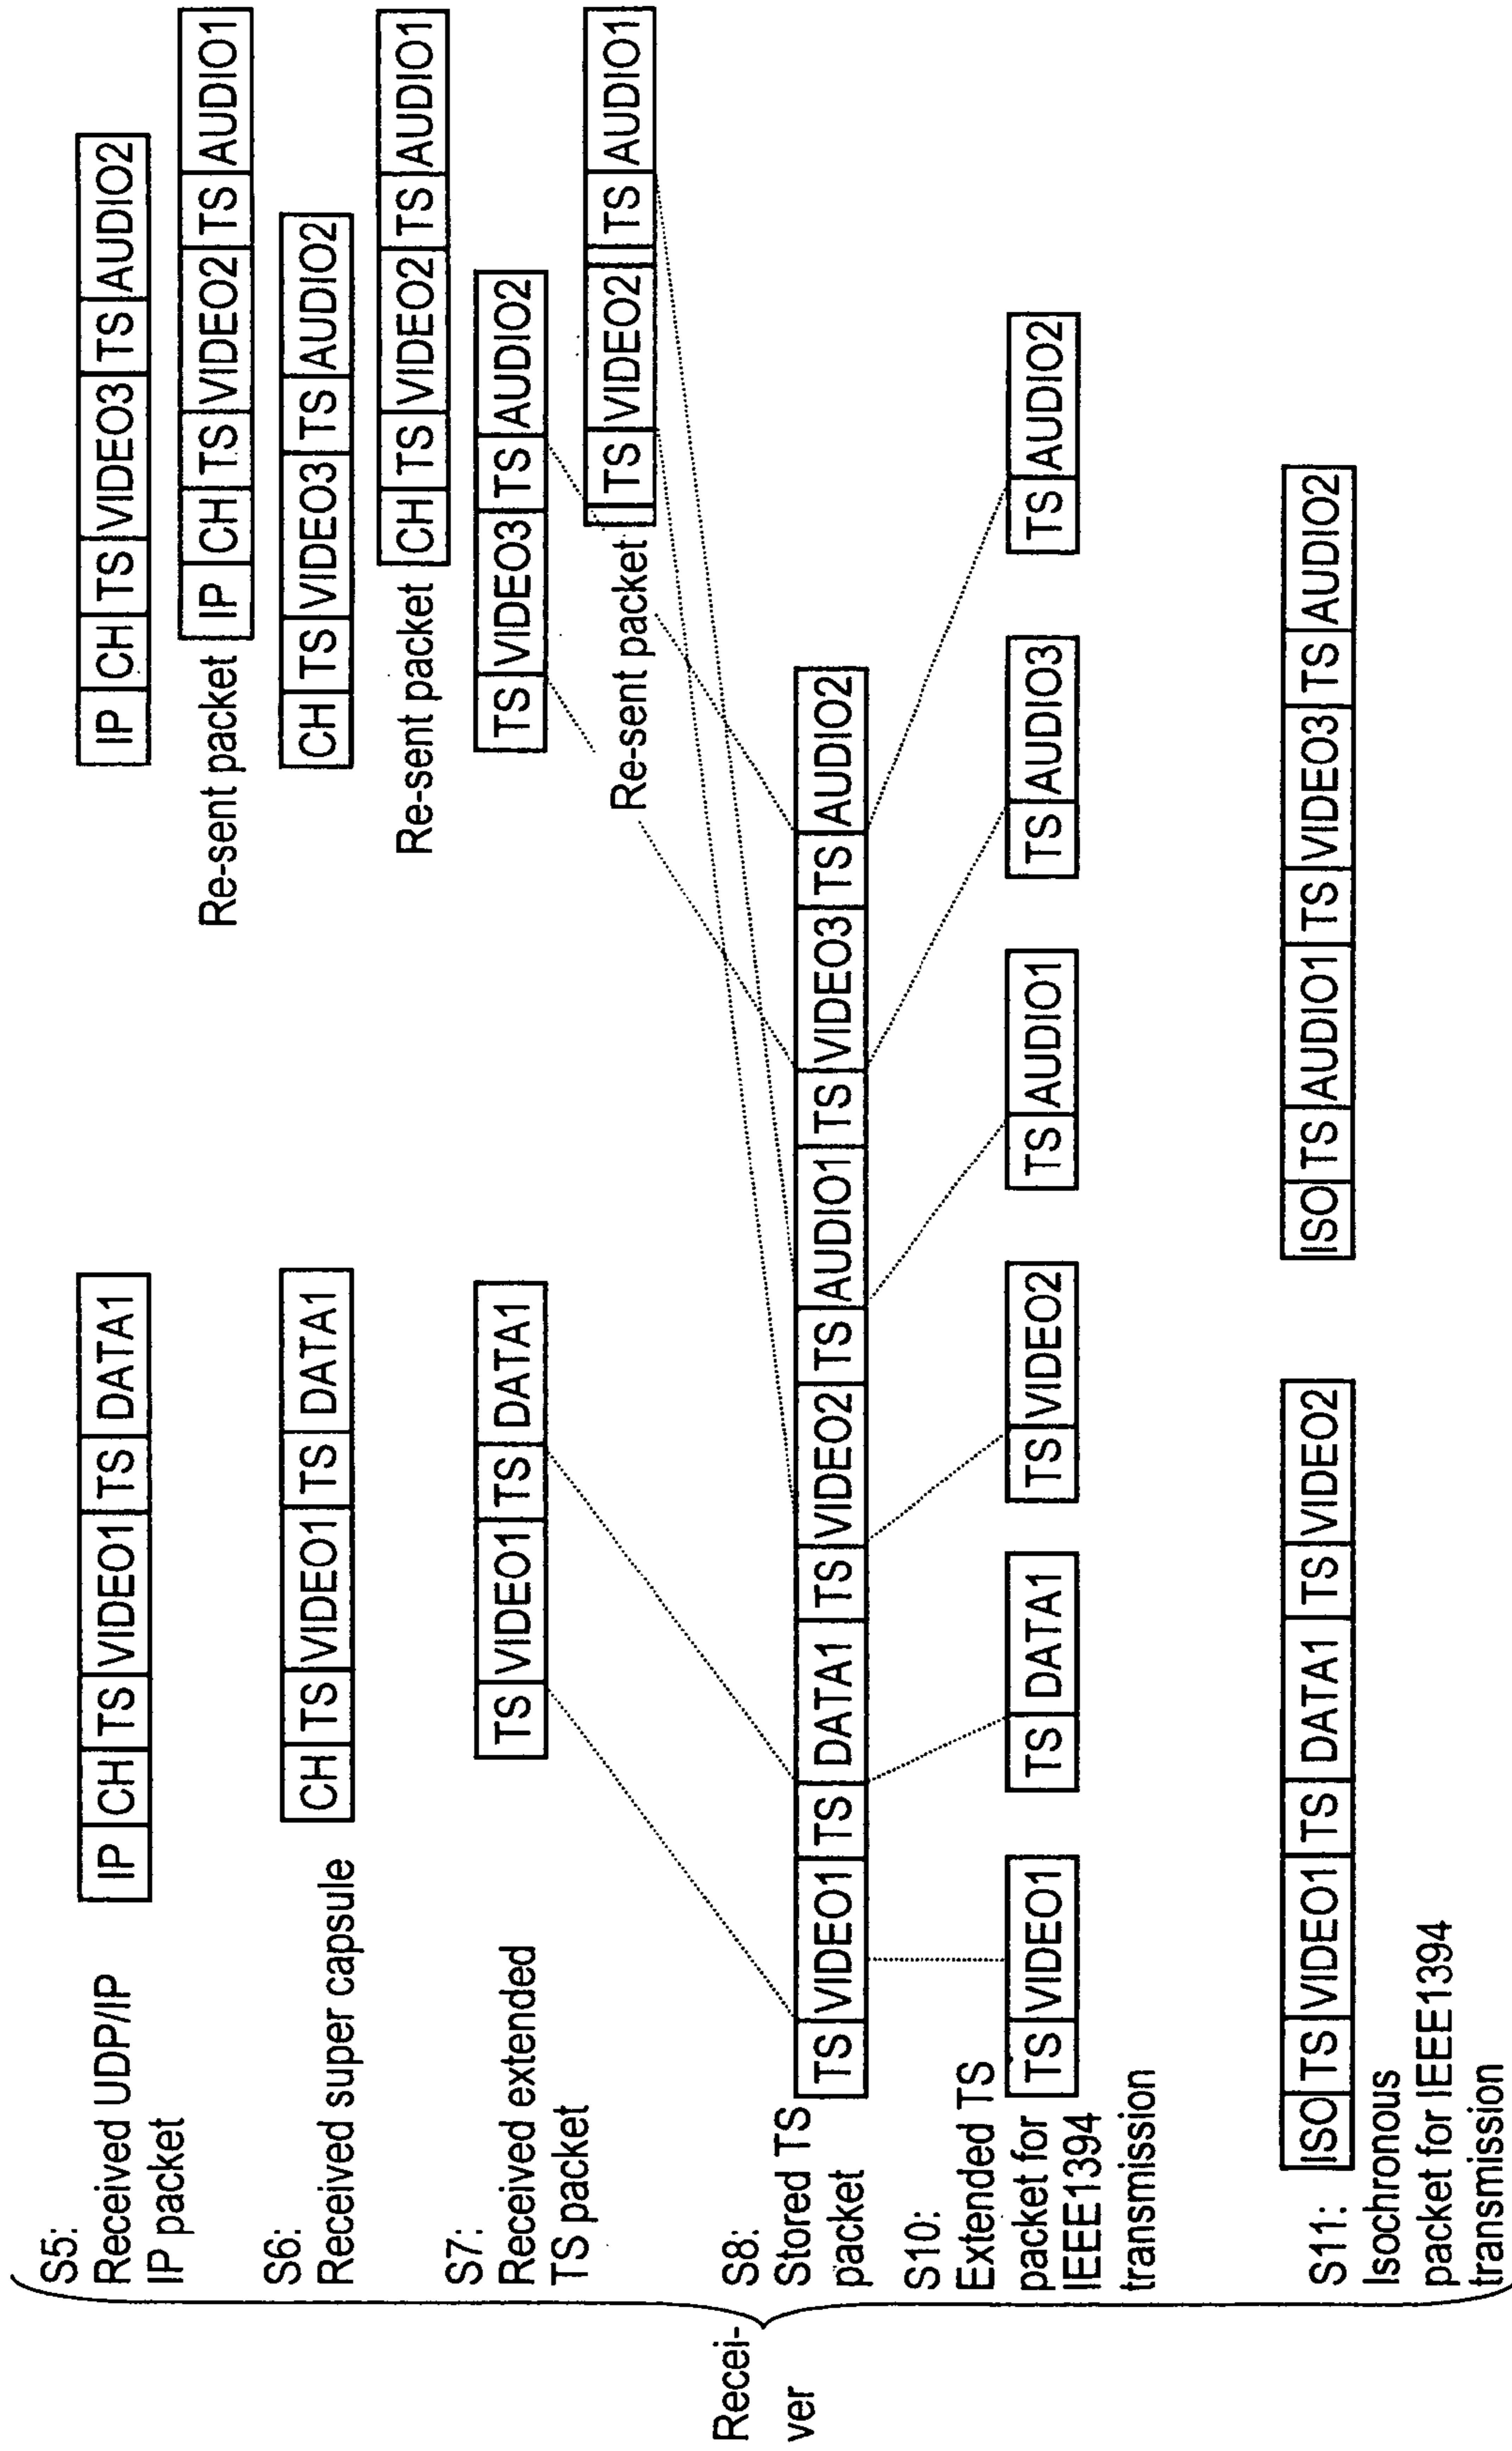 Recei-
ver
S5:
Received UDP/IP
IP packet
IP CH TS VIDEO1 TS DATA1
IP CH TS VIDEO3 TS AUDIO2
Re-sent packet
IP CH TS VIDEO2 TS AUDIO1
S6:
Received super capsule
CH TS VIDEO1 TS DATA1
CH TS VIDEO3 TS AUDIO2
Re-sent packet
CH TS VIDEO2 TS AUDIO1
S7:
Received extended
TS packet
TS VIDEO1 TS DATA1
TS VIDEO3 TS AUDIO2
Re-sent packet
TS VIDEO2 TS AUDIO1
S8:
Stored TS
packet
TS VIDEO1 TS DATA1 TS VIDEO2 TS AUDIO1 TS VIDEO3 TS AUDIO2
S10:
Extended TS
packet for
IEEE1394
transmission
TS VIDEO1
TS DATA1
TS VIDEO2
TS AUDIO1
TS AUDIO3
TS AUDIO2
S11:
Isochronous
packet for IEEE1394
transmission
ISO TS VIDEO1 TS DATA1 TS VIDEO2
ISO TS AUDIO1 TS VIDEO3 TS AUDIO2